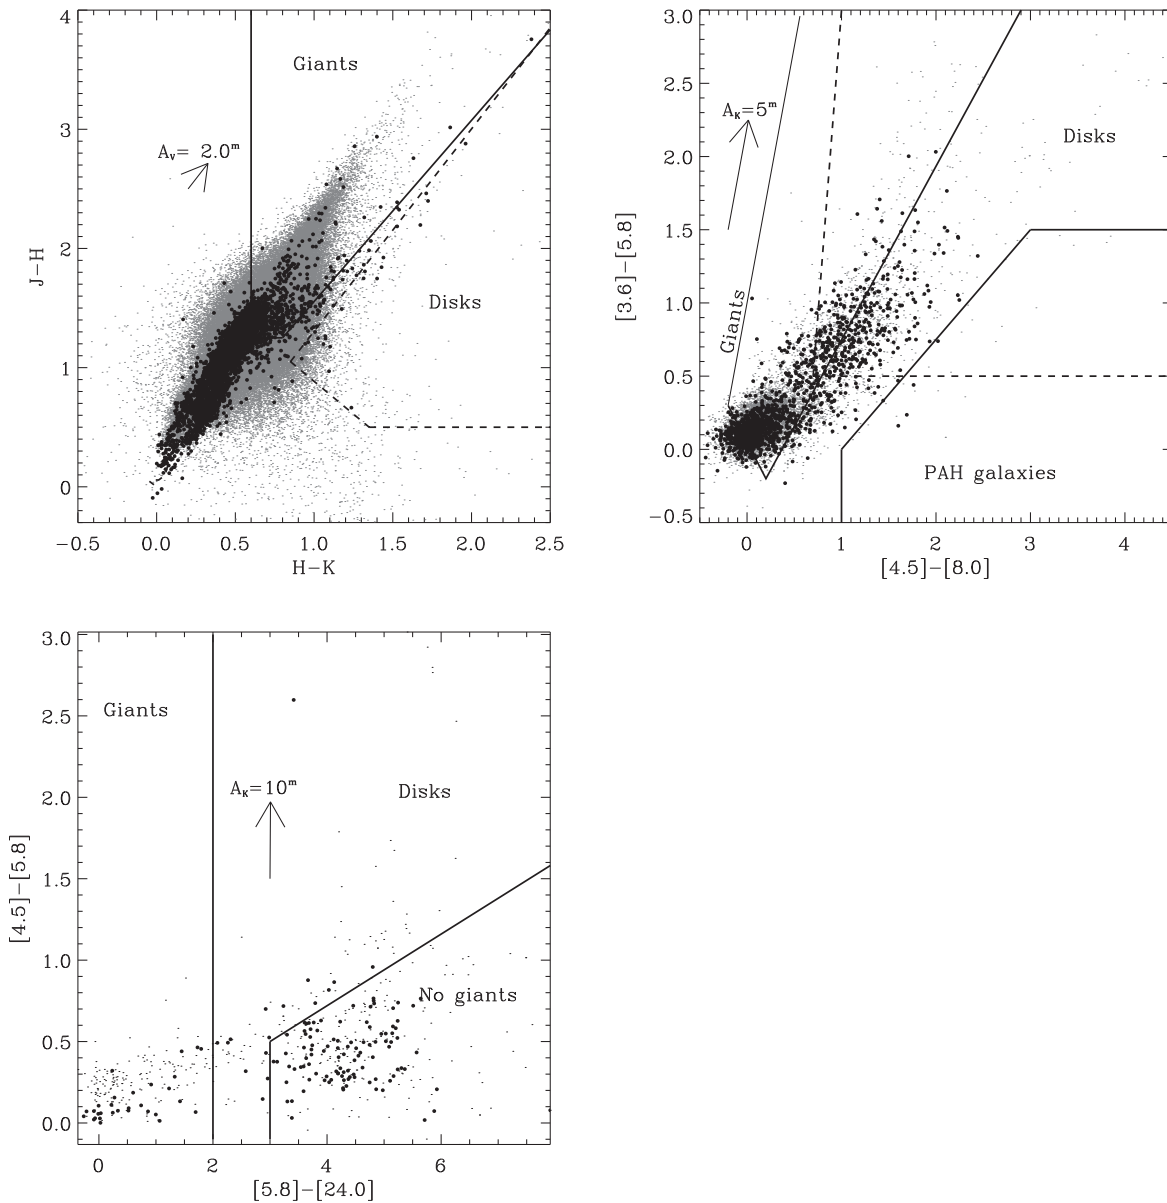 4
3
2
1
0
J−H
Giants
A_V= 2.0^m
Disks
−0.5 0.0 0.5 1.0 1.5 2.0 2.5
H−K
3.0
2.5
2.0
1.5
1.0
0.5
0.0
−0.5
[3.6]−[5.8]
A_K=5^m
Disks
Giants
PAH galaxies
0 1 2 3 4
[4.5]−[8.0]
3.0
2.5
2.0
1.5
1.0
0.5
0.0
[4.5]−[5.8]
Giants
A_K=10^m
Disks
No giants
0 2 4 6
[5.8]−[24.0]